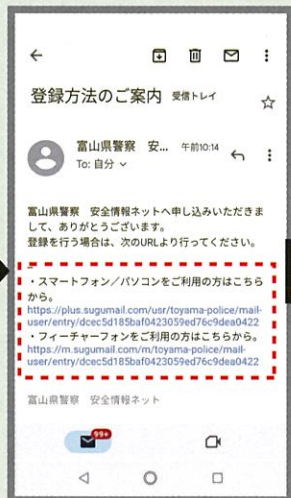 登録方法のご案内 受信トレイ
富山県警察 安... 午前10:14
To: 自分
富山県警察 安全情報ネットへ申し込みいただきま
して、ありがとうございます。
登録を行う場合は、次のURLより行ってください。
・スマートフォン／パソコンをご利用の方はこちら
から。
https://plus.sugumail.com/usr/toyama-police/mail-
user/entry/dcec5d185baf0423059ed76c9dea0422
・フィーチャーフォンをご利用の方はこちらから。
https://m.sugumail.com/m/toyama-police/mail-
user/entry/dcec5d185baf0423059ed76c9dea0422
富山県警察 安全情報ネット
99+